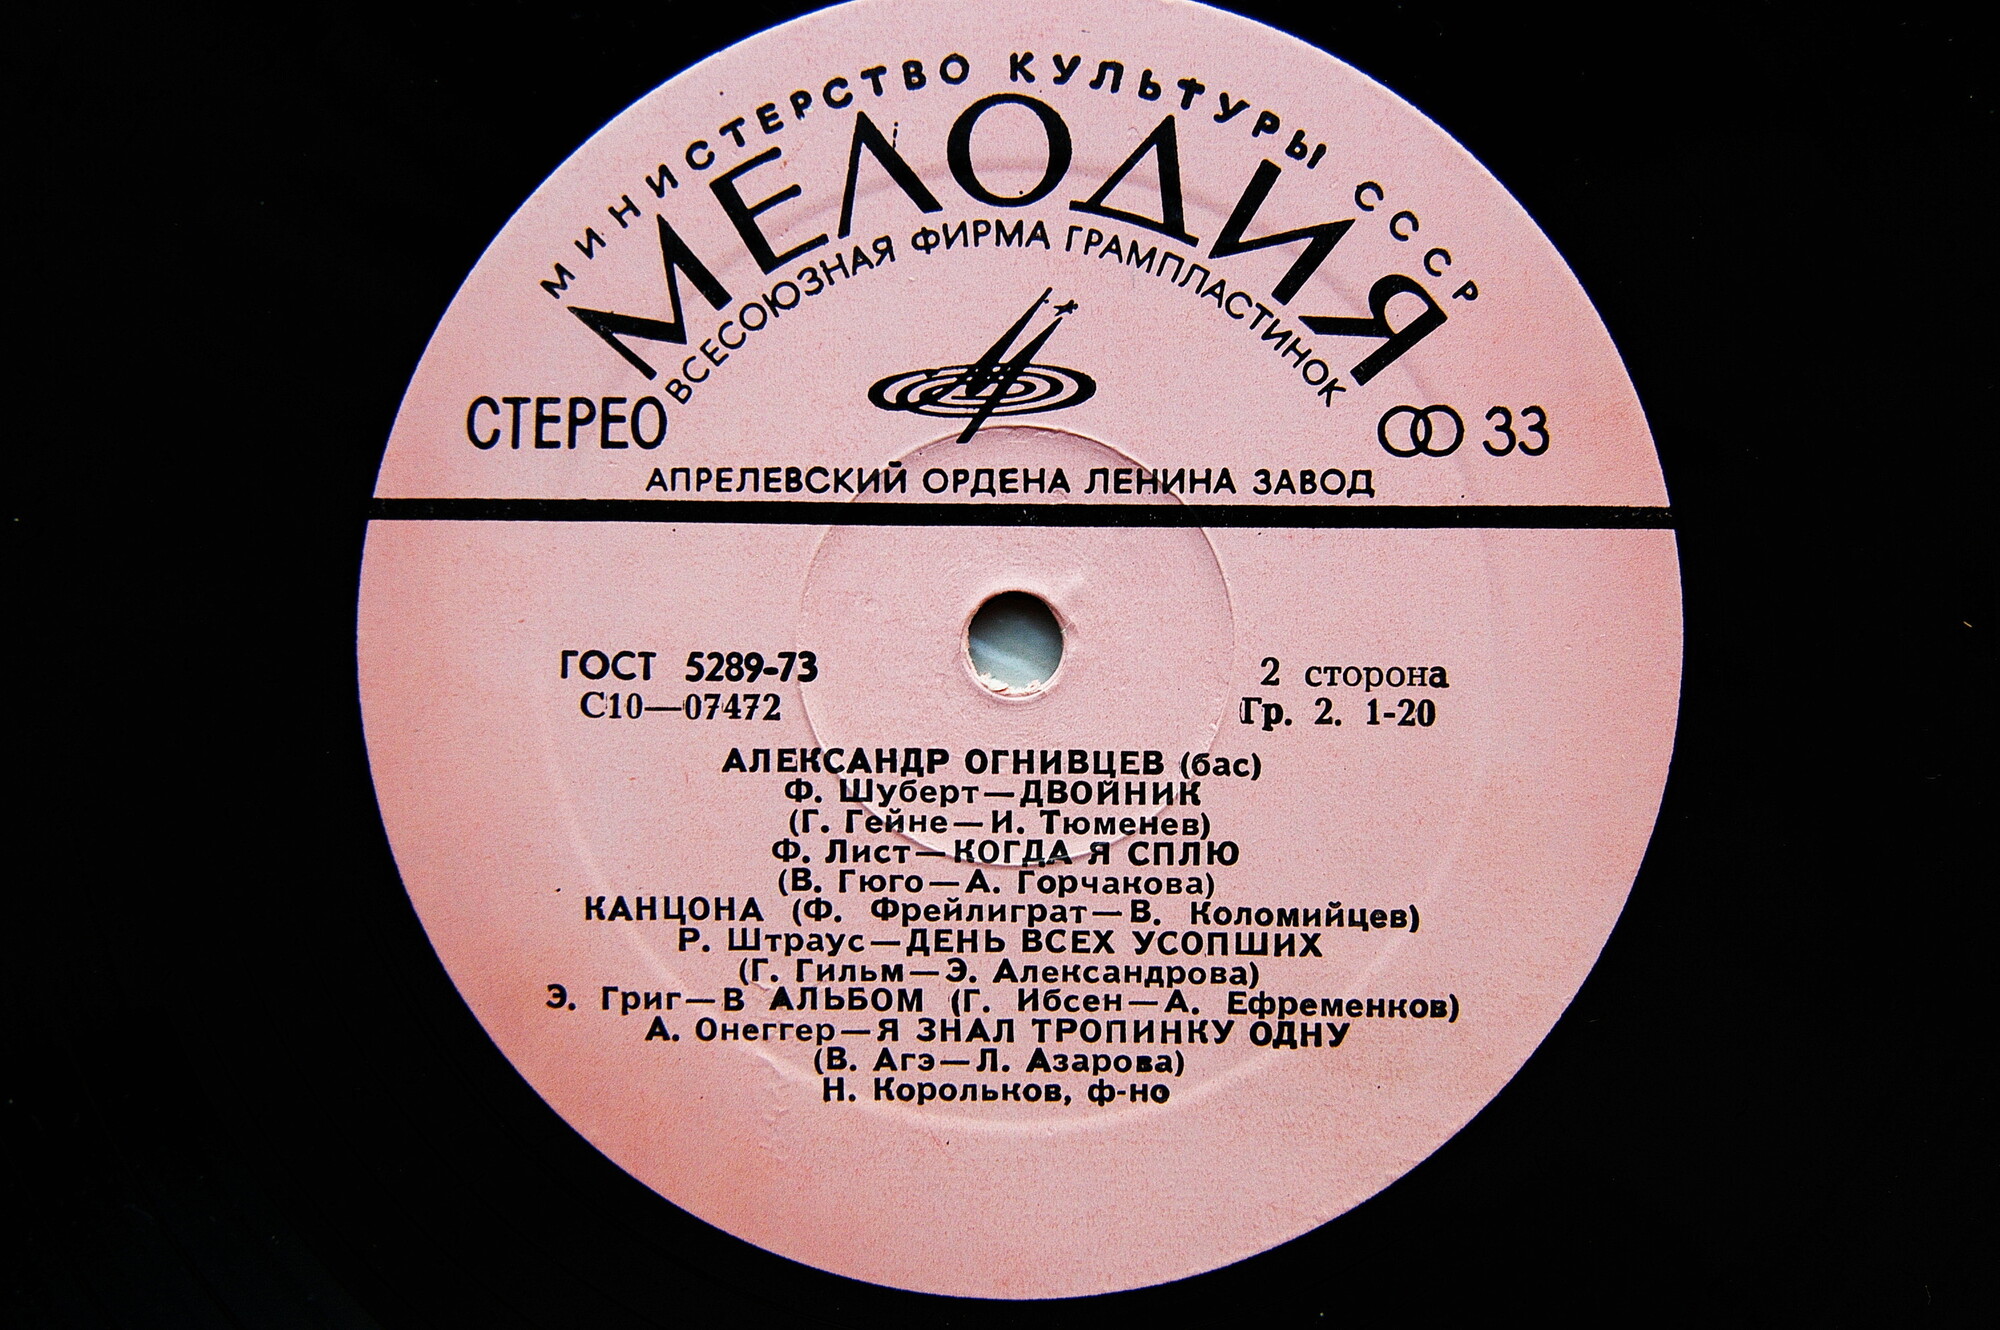 МИНИСТЕРСТВО КУЛЬТУРЫ СССР
МЕЛОДИЯ
ВСЕСОЮЗНАЯ ФИРМА ГРАМПЛАСТИНОК
СТЕРЕО
33
АПРЕЛЕВСКИЙ ОРДЕНА ЛЕНИНА ЗАВОД
ГОСТ 5289-73
2 сторона
С10—07472
Гр. 2. 1-20
АЛЕКСАНДР ОГНИВЦЕВ (бас)
Ф. Шуберт—ДВОЙНИК
(Г. Гейне—И. Тюменев)
Ф. Лист—КОГДА Я СПЛЮ
(В. Гюго—А. Горчакова)
КАНЦОНА (Ф. Фрейлиграт—В. Коломийцев)
Р. Штраус—ДЕНЬ ВСЕХ УСОПШИХ
(Г. Гильм—Э. Александрова)
Э. Григ—В АЛЬБОМ (Г. Ибсен—А. Ефременков)
А. Онеггер—Я ЗНАЛ ТРОПИНКУ ОДНУ
(В. Агэ—Л. Азарова)
Н. Корольков, ф-но